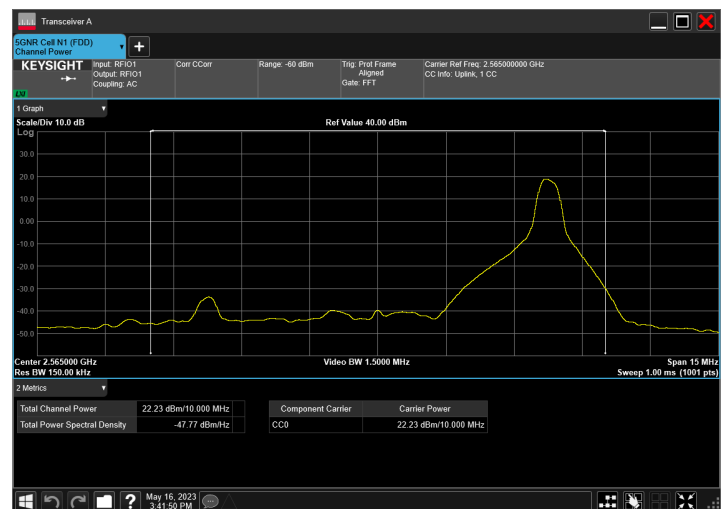 Transceiver A
5GNR Cell N1 (FDD)
Channel Power
KEYSIGHT
LXI
Input: RFIO1
Output: RFIO1
Coupling: AC
Corr CCorr
Range: -60 dBm
Trig: Prot Frame
Aligned
Gate: FFT
Carrier Ref Freq: 2.565000000 GHz
CC Info: Uplink, 1 CC
1 Graph
Scale/Div 10.0 dB
Ref Value 40.00 dBm
Log
30.0
20.0
10.0
0.00
-10.0
-20.0
-30.0
-40.0
-50.0
Center 2.565000 GHz
Video BW 1.5000 MHz
Span 15 MHz
Res BW 150.00 kHz
Sweep 1.00 ms (1001 pts)
2 Metrics
Total Channel Power 22.23 dBm/10.000 MHz
Total Power Spectral Density -47.77 dBm/Hz
Component Carrier Carrier Power
CC0 22.23 dBm/10.000 MHz
?
May 16, 2023
3:41:50 PM